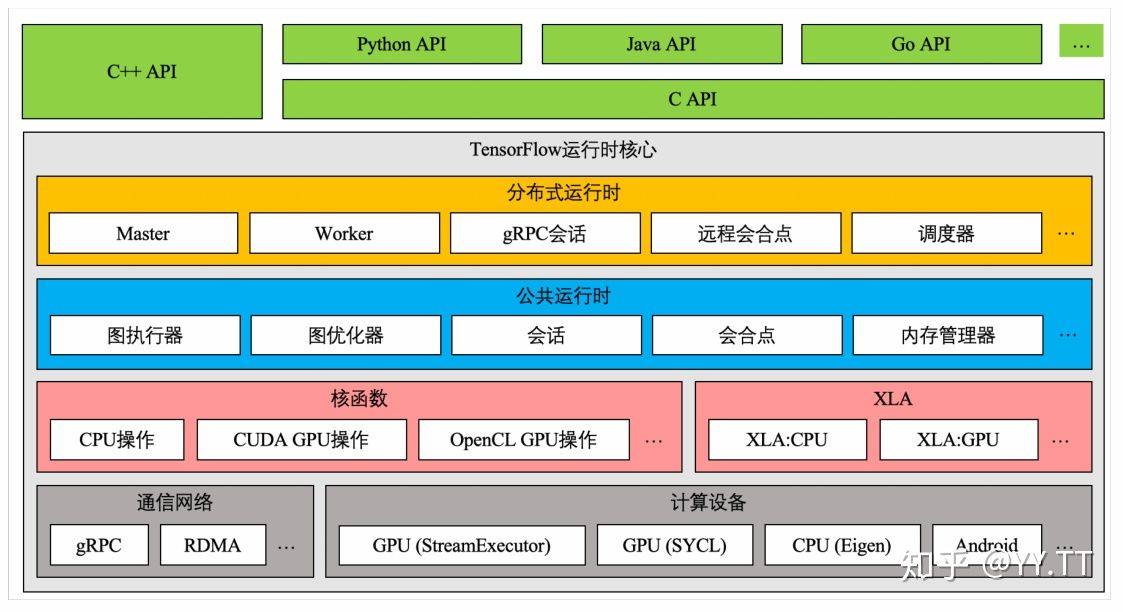 C++ API
Python API
Java API
Go API
...
C API
TensorFlow运行时核心
分布式运行时
Master
Worker
gRPC会话
远程会合点
调度器
...
公共运行时
图执行器
图优化器
会话
会合点
内存管理器
...
核函数
CPU操作
CUDA GPU操作
OpenCL GPU操作
...
XLA
XLA:CPU
XLA:GPU
...
通信网络
gRPC
RDMA
...
计算设备
GPU (StreamExecutor)
GPU (SYCL)
CPU (Eigen)
Android
...
知乎 @YY.TT